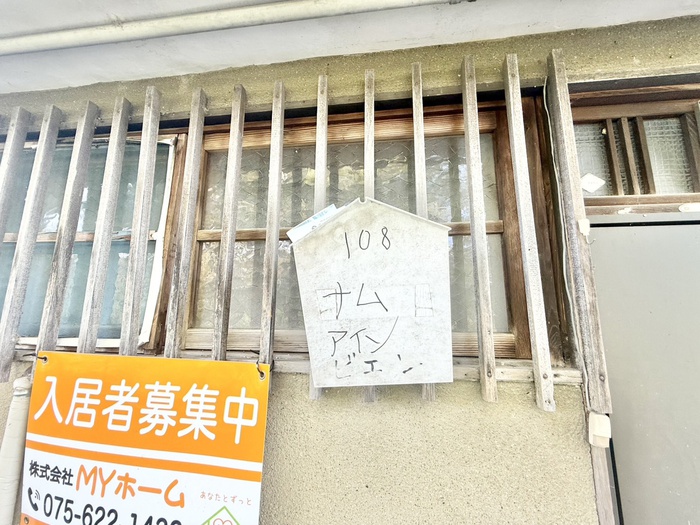 108
ナム
アイン
ビエン
入居者募集中
株式会社 MYホーム
あなたとずっと
075-622-1